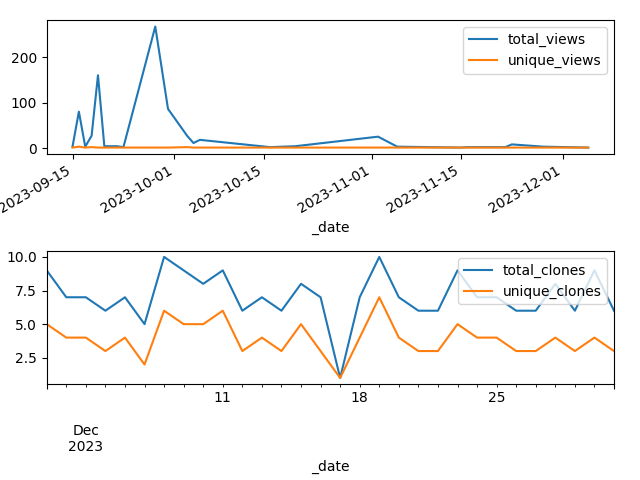 200
100
0
total_views
unique_views
2023-09-15
2023-10-01
2023-10-15
2023-11-01
2023-11-15
2023-12-01
_date
10.0
7.5
5.0
2.5
total_clones
unique_clones
11
18
25
Dec
2023
_date